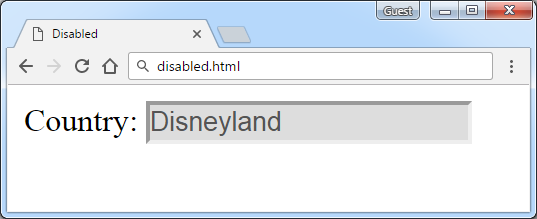 Guest
Disabled
disabled.html
Country: Disneyland